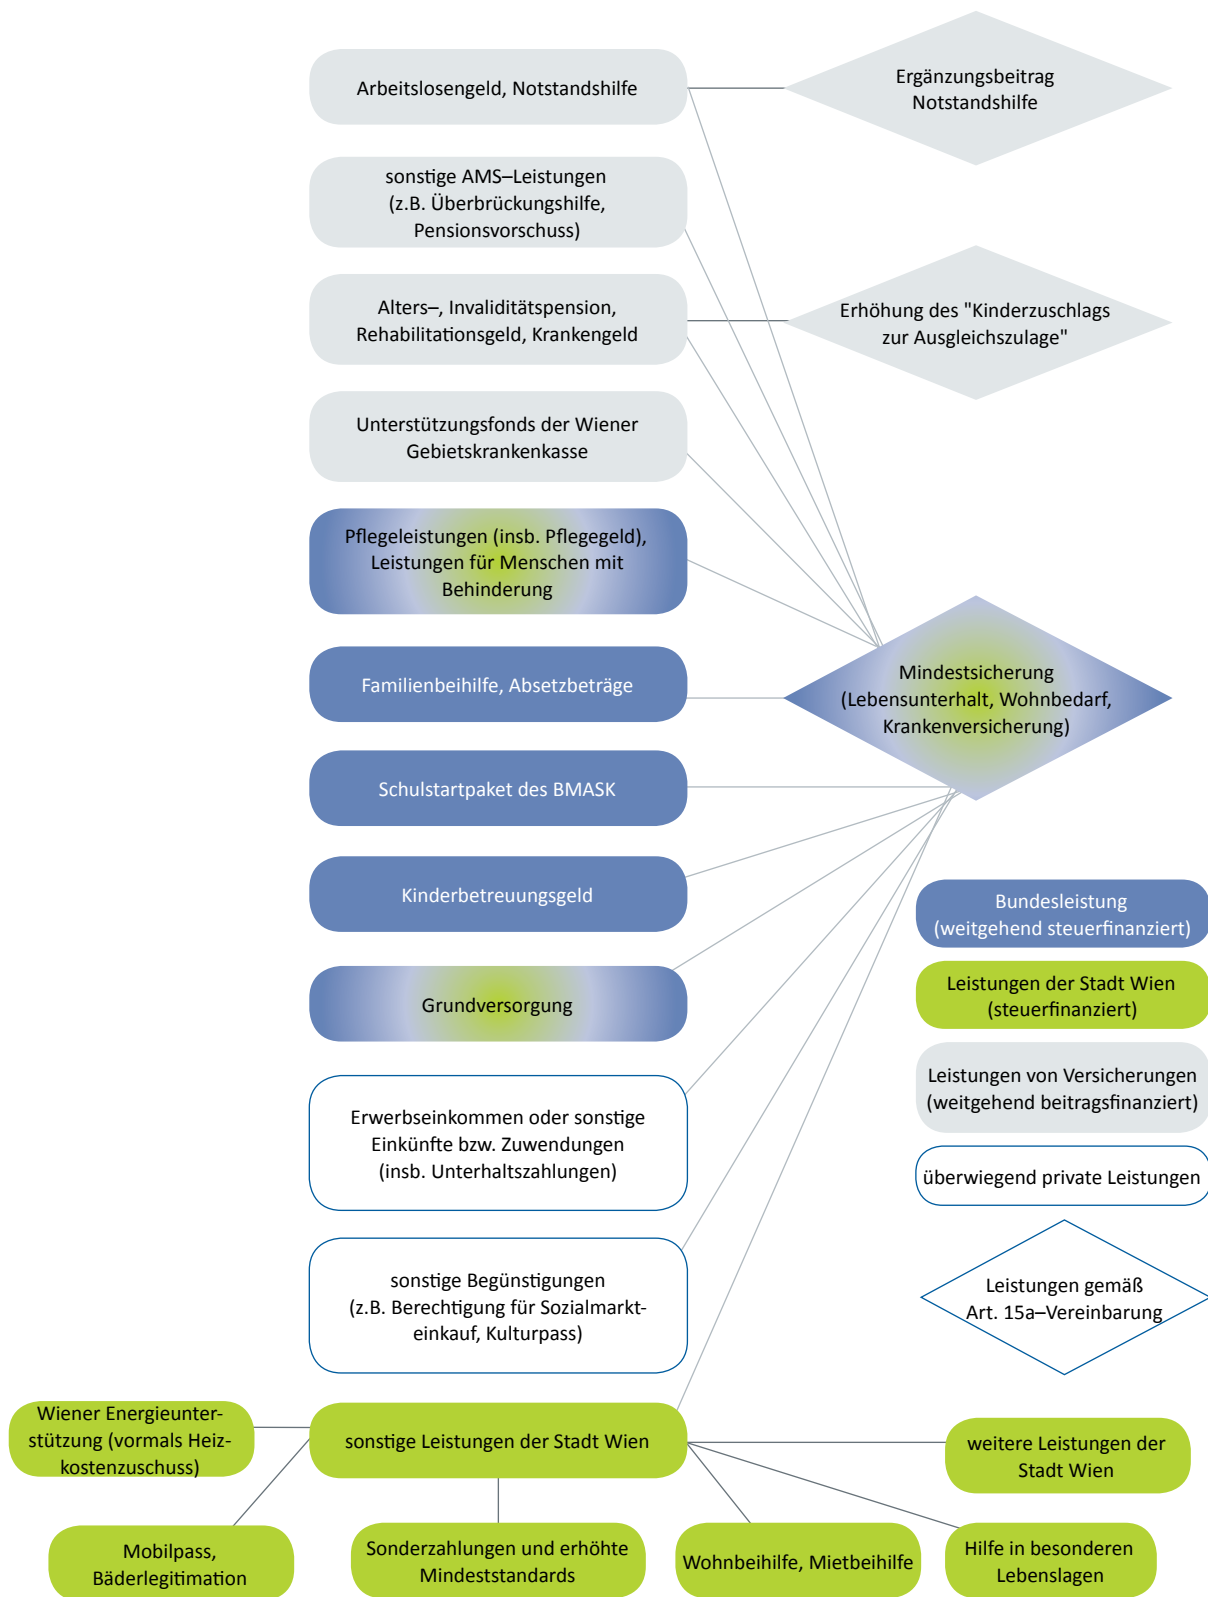 Arbeitslosengeld, Notstandshilfe
Ergänzungsbeitrag
Notstandshilfe
sonstige AMS–Leistungen
(z.B. Überbrückungshilfe,
Pensionsvorschuss)
Alters–, Invaliditätspension,
Rehabilitationsgeld, Krankengeld
Erhöhung des "Kinderzuschlags
zur Ausgleichszulage"
Unterstützungsfonds der Wiener
Gebietskrankenkasse
Pflegeleistungen (insb. Pflegegeld),
Leistungen für Menschen mit
Behinderung
Familienbeihilfe, Absetzbeträge
Mindestsicherung
(Lebensunterhalt, Wohnbedarf,
Krankenversicherung)
Schulstartpaket des BMASK
Kinderbetreuungsgeld
Grundversorgung
Erwerbseinkommen oder sonstige
Einkünfte bzw. Zuwendungen
(insb. Unterhaltszahlungen)
sonstige Begünstigungen
(z.B. Berechtigung für Sozialmarkt-
einkauf, Kulturpass)
Bundesleistung
(weitgehend steuerfinanziert)
Leistungen der Stadt Wien
(steuerfinanziert)
Leistungen von Versicherungen
(weitgehend beitragsfinanziert)
überwiegend private Leistungen
Leistungen gemäß
Art. 15a–Vereinbarung
Wiener Energieunter-
stützung (vormals Heiz-
kostenzuschuss)
sonstige Leistungen der Stadt Wien
weitere Leistungen der
Stadt Wien
Mobilpass,
Bäderlegitimation
Sonderzahlungen und erhöhte
Mindeststandards
Wohnbeihilfe, Mietbeihilfe
Hilfe in besonderen
Lebenslagen